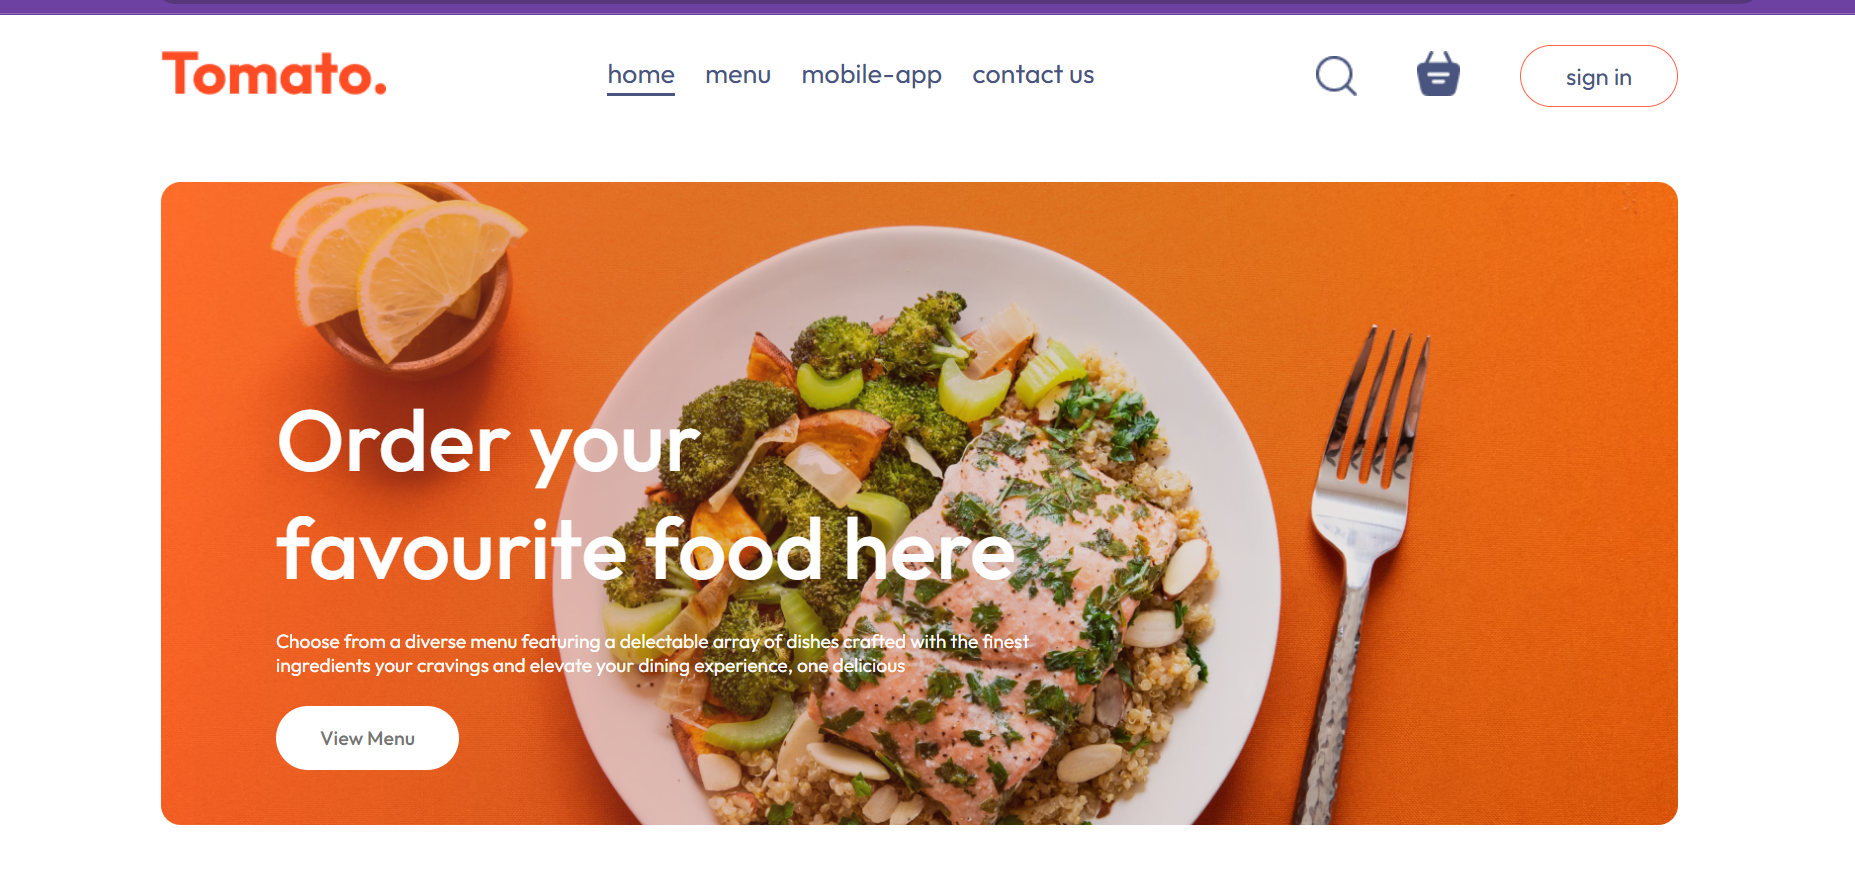 Tomato.
home menu mobile-app contact us
sign in
Order your
favourite food here
Choose from a diverse menu featuring a delectable array of dishes crafted with the finest
ingredients your cravings and elevate your dining experience, one delicious
View Menu